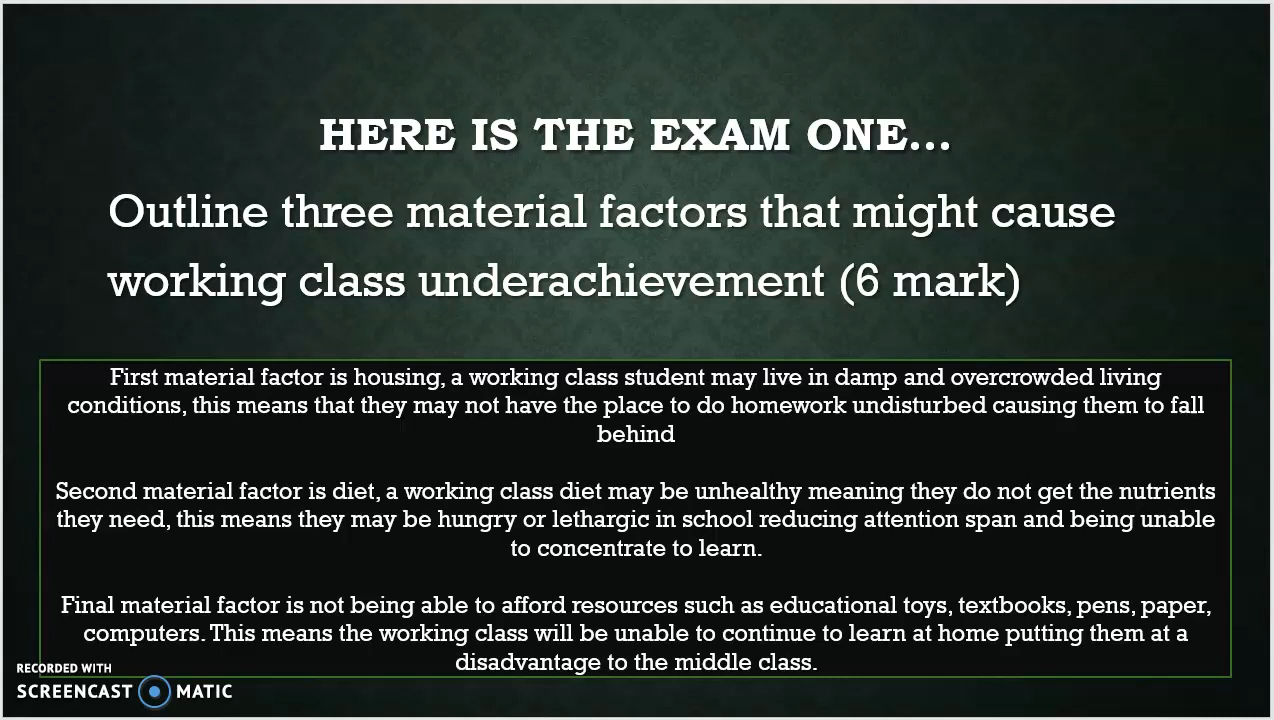 HERE IS THE EXAM ONE...
Outline three material factors that might cause
working class underachievement (6 mark)
First material factor is housing, a working class student may live in damp and overcrowded living
conditions, this means that they may not have the place to do homework undisturbed causing them to fall
behind
Second material factor is diet, a working class diet may be unhealthy meaning they do not get the nutrients
they need, this means they may be hungry or lethargic in school reducing attention span and being unable
to concentrate to learn.
Final material factor is not being able to afford resources such as educational toys, textbooks, pens, paper,
computers. This means the working class will be unable to continue to learn at home putting them at a
disadvantage to the middle class.
RECORDED WITH
SCREENCAST MATIC